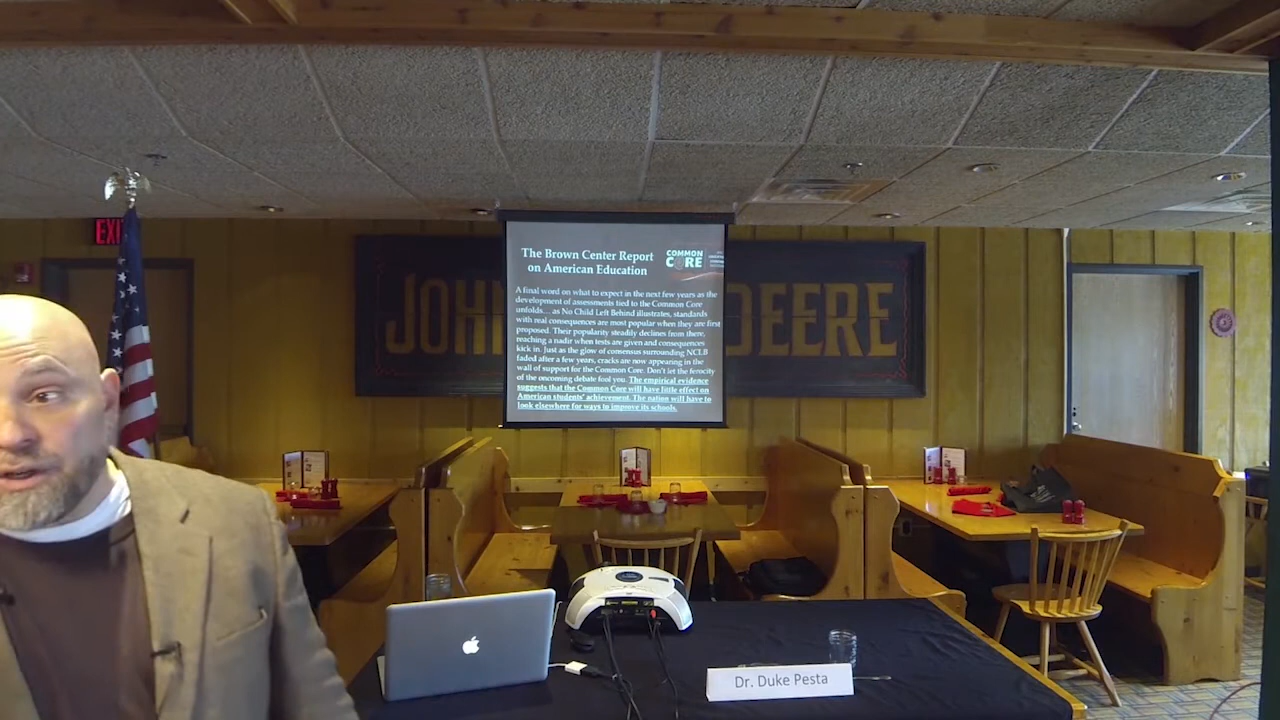 EXI
The Brown Center Report
on American Education
COMMON
CORE
A final word on what to expect in the next few years as the
development of assessments tied to the Common Core
unfolds… as No Child Left Behind illustrates, standards
with real consequences are most popular when they are first
proposed. Their popularity steadily declines from there,
reaching a nadir when tests are given and consequences
kick in. Just as the glow of consensus surrounding NCLB
faded after a few years, cracks are now appearing in the
wall of support for the Common Core. Don't let the ferocity
of the oncoming debate fool you. The empirical evidence
suggests that the Common Core will have little effect on
American students' achievement. The nation will have to
look elsewhere for ways to improve its schools.
JOHN DEERE
Dr. Duke Pesta